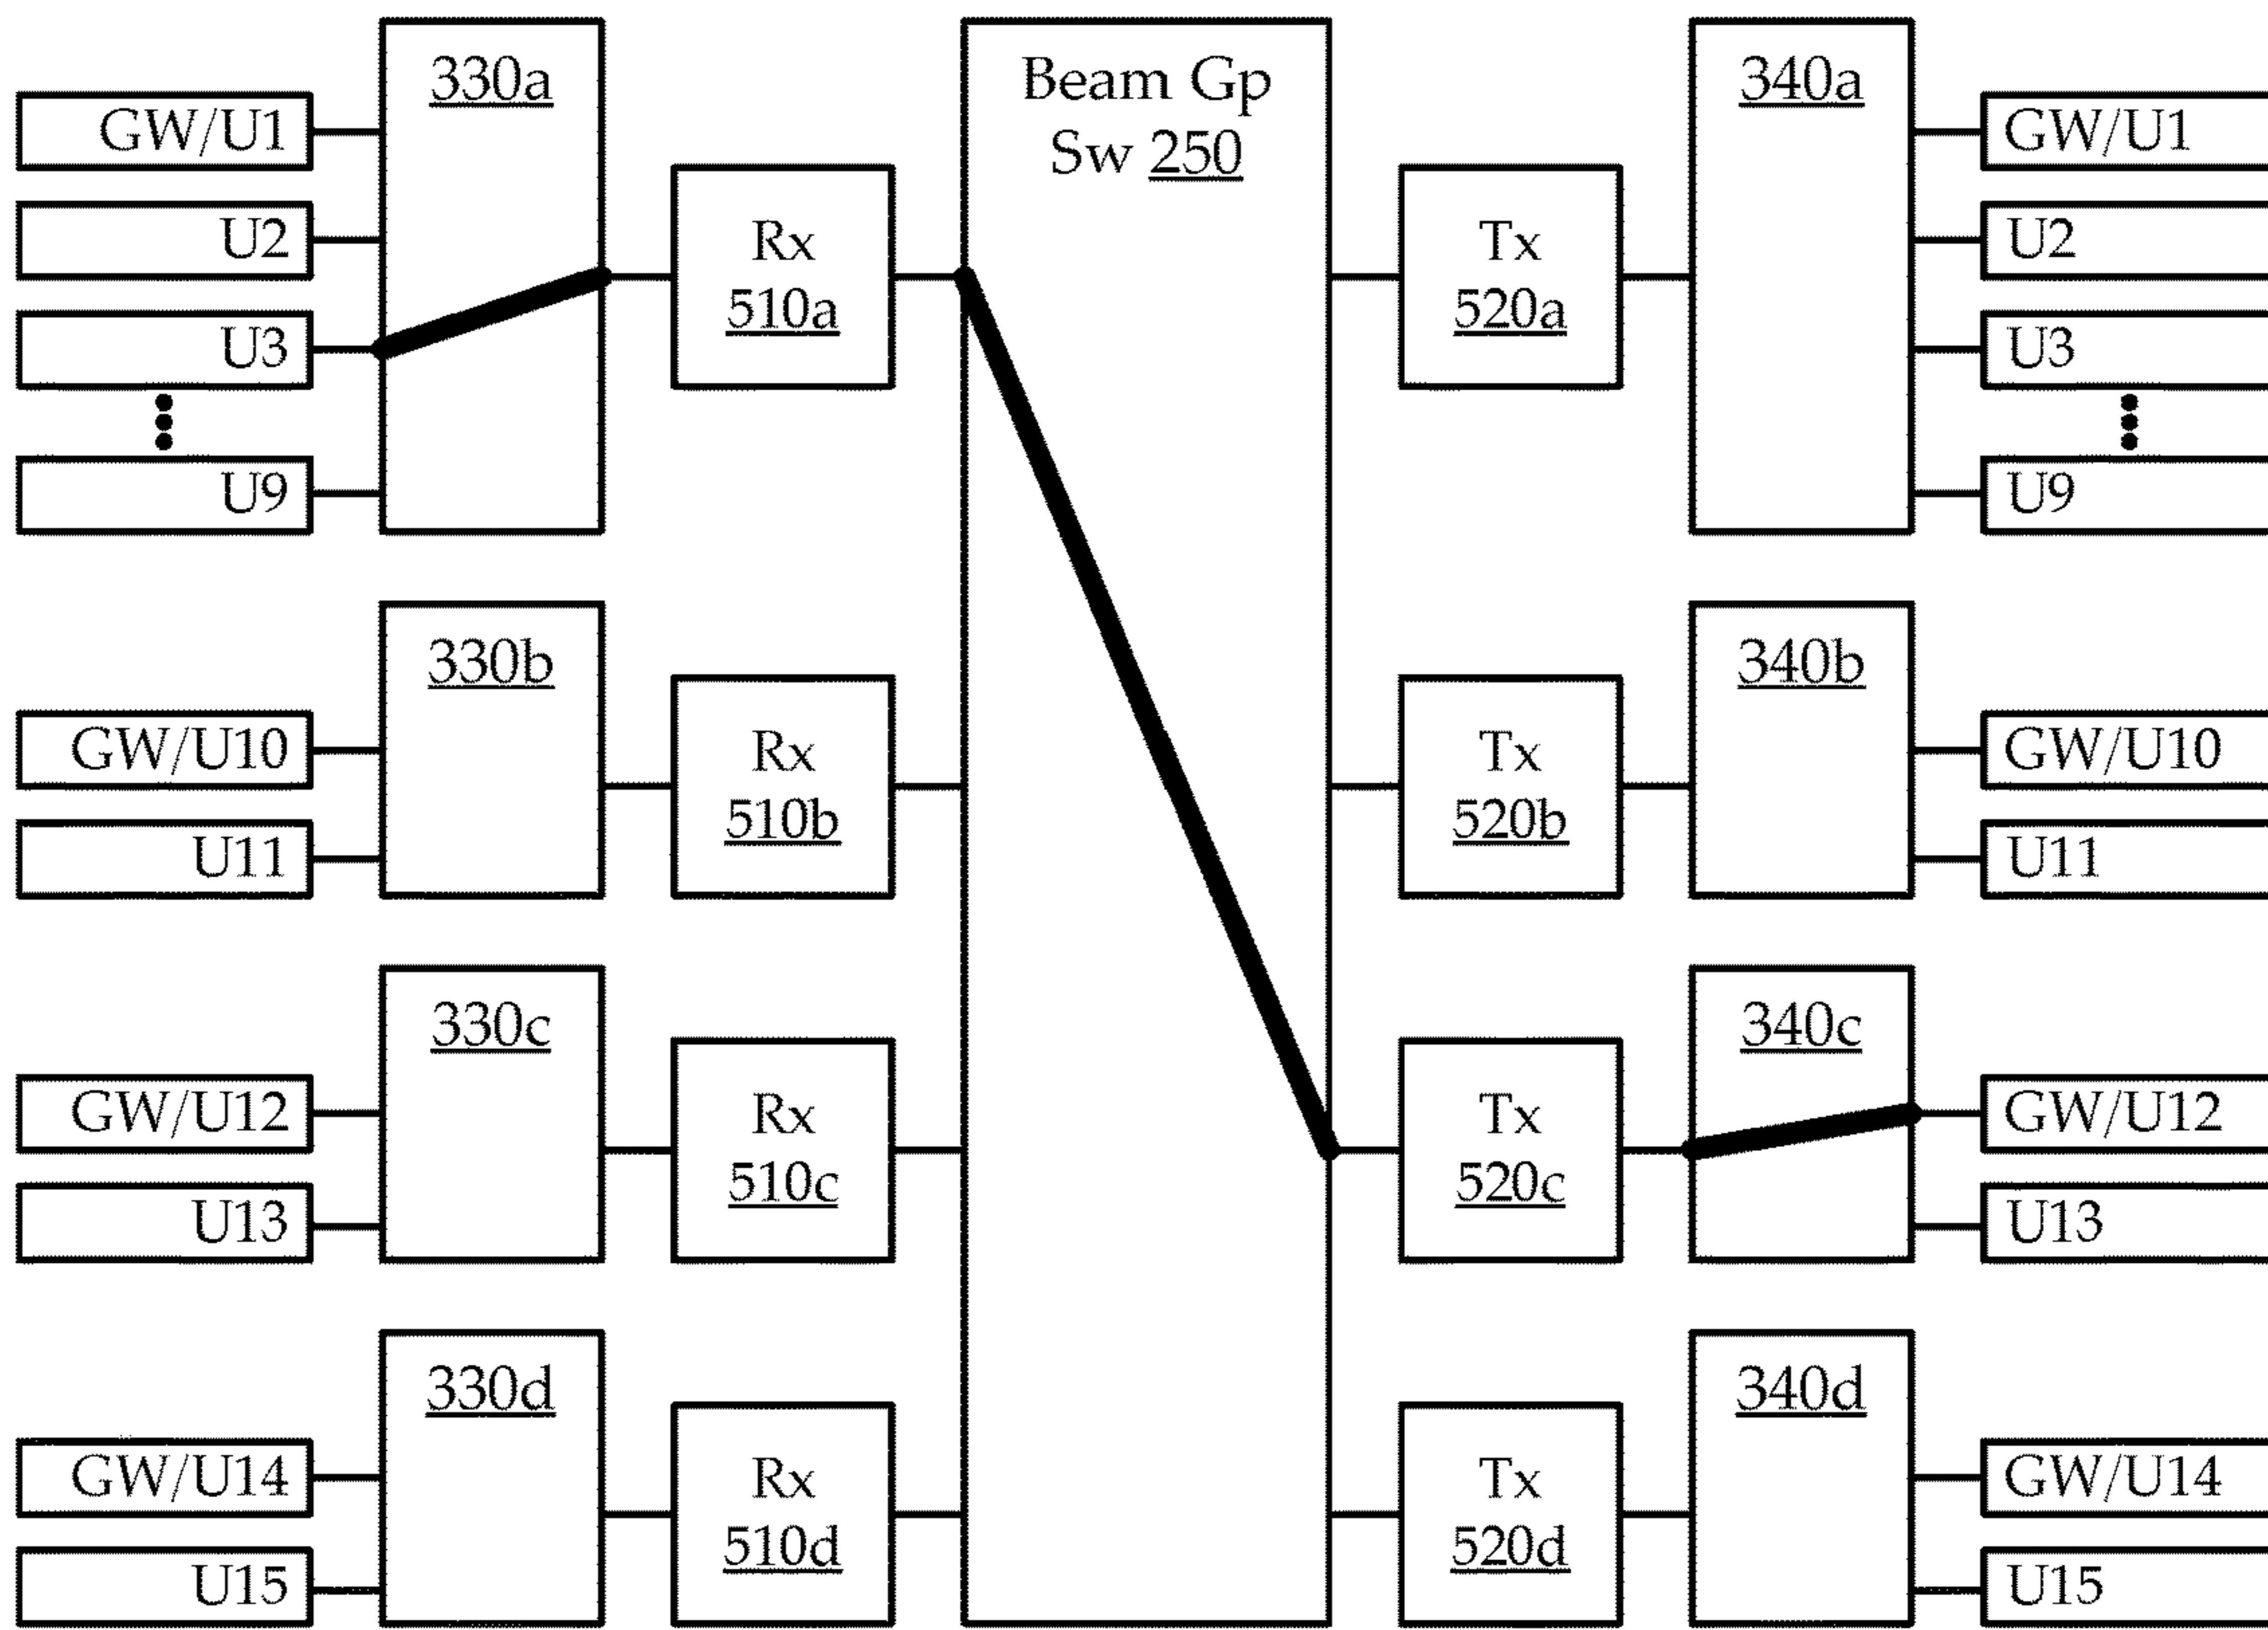 330a
Beam Gp
Sw 250
340a
GW/U1
GW/U1
U2
Rx
510a
Tx
520a
U2
U3
U3
U9
U9
330b
340b
GW/U10
Rx
510b
Tx
520b
GW/U10
U11
U11
330c
340c
GW/U12
Rx
510c
Tx
520c
GW/U12
U13
U13
330d
340d
GW/U14
Rx
510d
Tx
520d
GW/U14
U15
U15